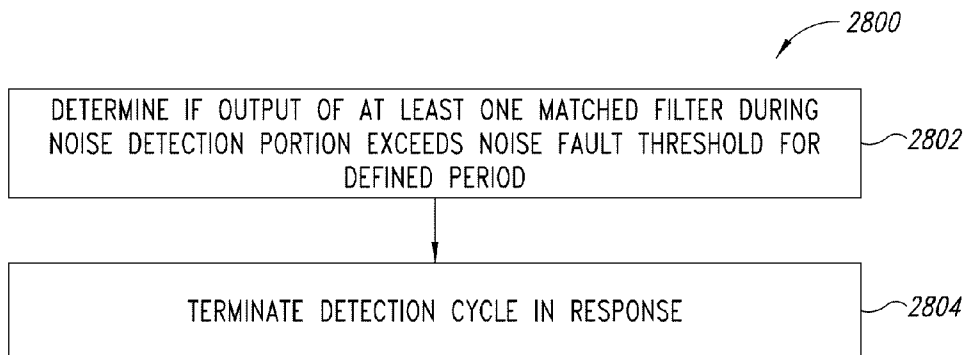 2800
DETERMINE IF OUTPUT OF AT LEAST ONE MATCHED FILTER DURING
NOISE DETECTION PORTION EXCEEDS NOISE FAULT THRESHOLD FOR
DEFINED PERIOD
2802
TERMINATE DETECTION CYCLE IN RESPONSE
2804